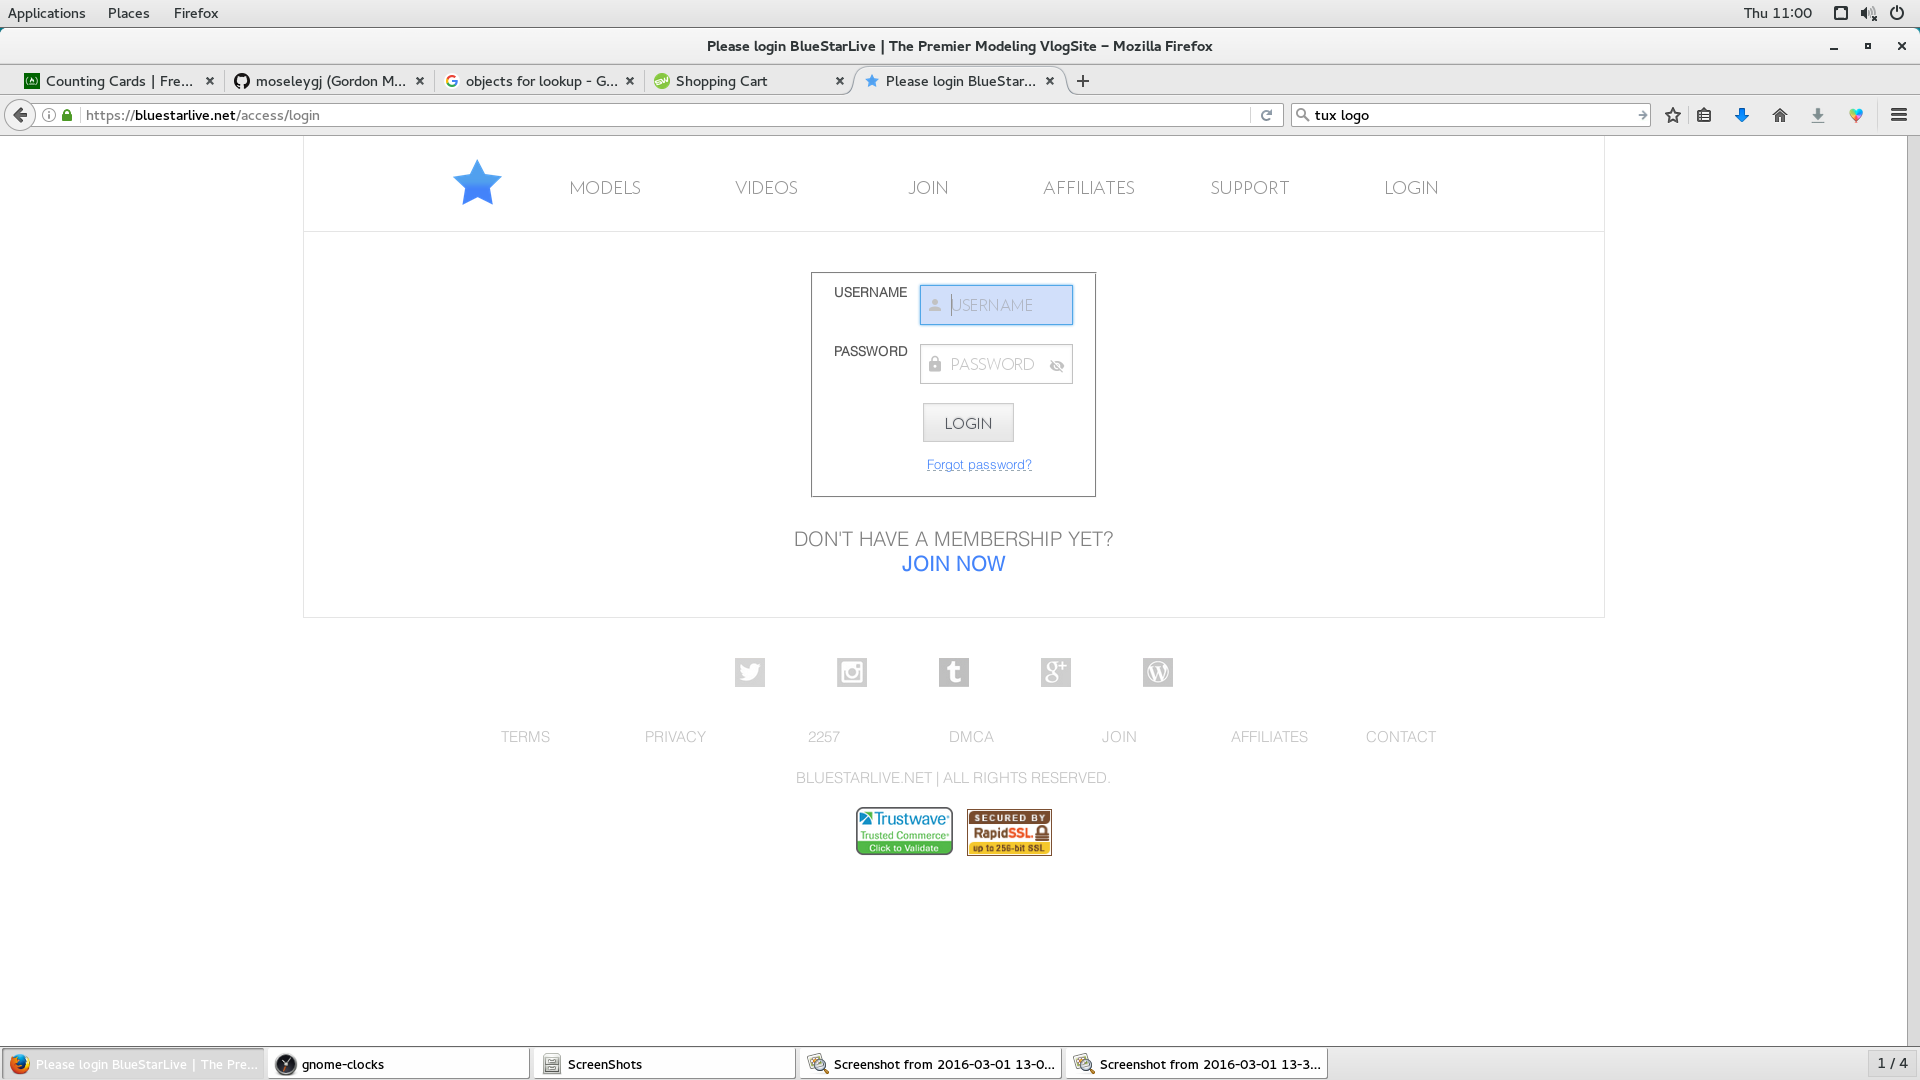 Applications Places Firefox Thu 11:00
Please login BlueStarLive | The Premier Modeling VlogSite – Mozilla Firefox
Counting Cards | Fre... moseleygj (Gordon M... objects for lookup - G... Shopping Cart Please login BlueStar...
https://bluestarlive.net/access/login tux logo
MODELS VIDEOS JOIN AFFILIATES SUPPORT LOGIN
USERNAME USERNAME
PASSWORD PASSWORD
LOGIN
Forgot password?
DON'T HAVE A MEMBERSHIP YET?
JOIN NOW
TERMS PRIVACY 2257 DMCA JOIN AFFILIATES CONTACT
BLUESTARLIVE.NET | ALL RIGHTS RESERVED.
Trustwave®
Trusted Commerce®
Click to Validate
SECURED BY
RapidSSL.
up to 256-bit SSL
Please login BlueStarLive | The Pre... gnome-clocks ScreenShots Screenshot from 2016-03-01 13-0... Screenshot from 2016-03-01 13-3... 1 / 4